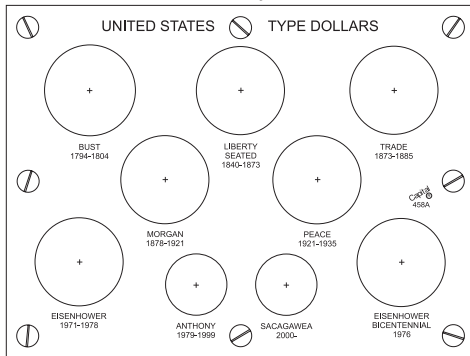 UNITED STATES TYPE DOLLARS
BUST
1794-1804
LIBERTY
SEATED
1840-1873
TRADE
1873-1885
MORGAN
1878-1921
PEACE
1921-1935
Capital
458A
EISENHOWER
1971-1978
ANTHONY
1979-1999
SACAGAWEA
2000-
EISENHOWER
BICENTENNIAL
1976